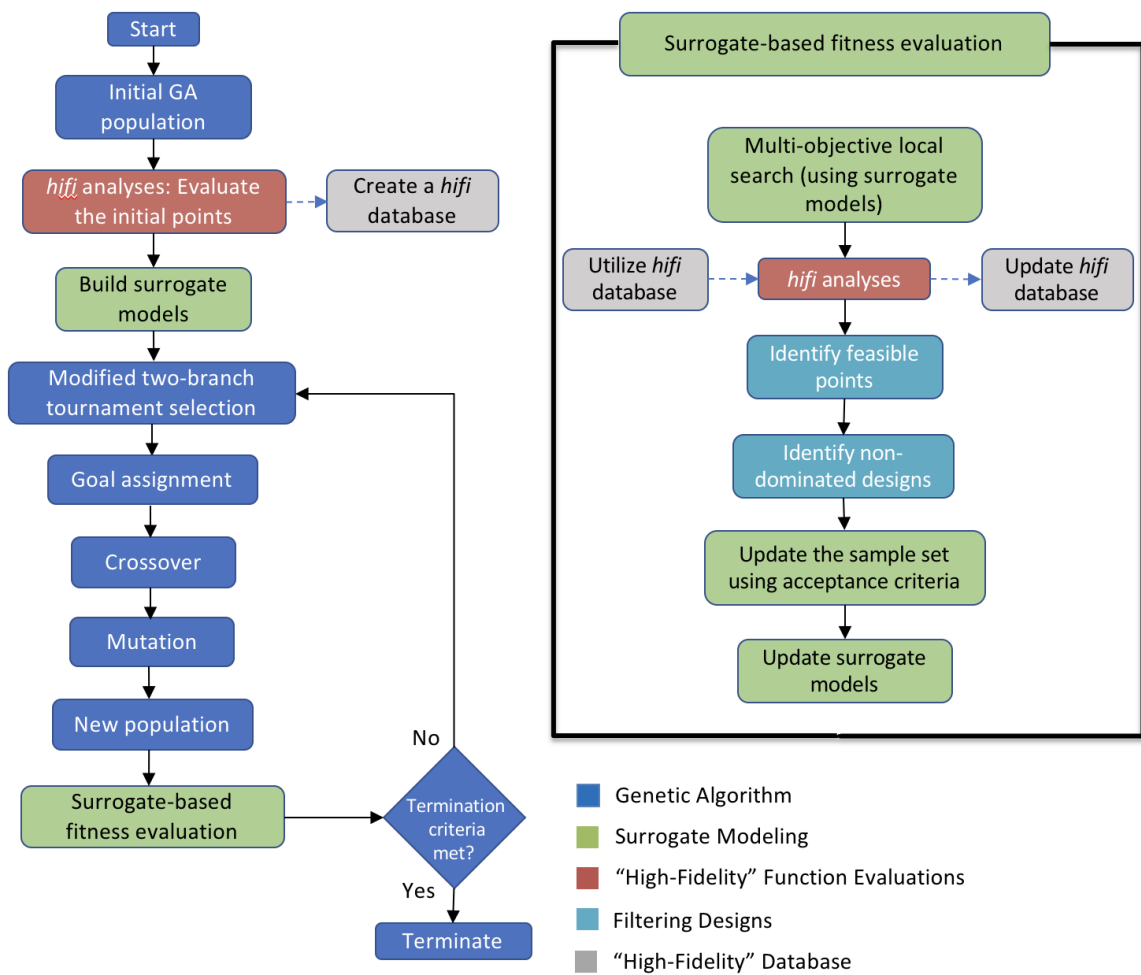 Start
Initial GA
population
hifi analyses: Evaluate
the initial points
Create a hifi
database
Build surrogate
models
Modified two-branch
tournament selection
Goal assignment
Crossover
Mutation
New population
Surrogate-based
fitness evaluation
Termination
criteria
met?
No
Yes
Terminate
Surrogate-based fitness evaluation
Multi-objective local
search (using surrogate
models)
Utilize hifi
database
hifi analyses
Update hifi
database
Identify feasible
points
Identify non-
dominated designs
Update the sample set
using acceptance criteria
Update surrogate
models
Genetic Algorithm
Surrogate Modeling
“High-Fidelity” Function Evaluations
Filtering Designs
“High-Fidelity” Database